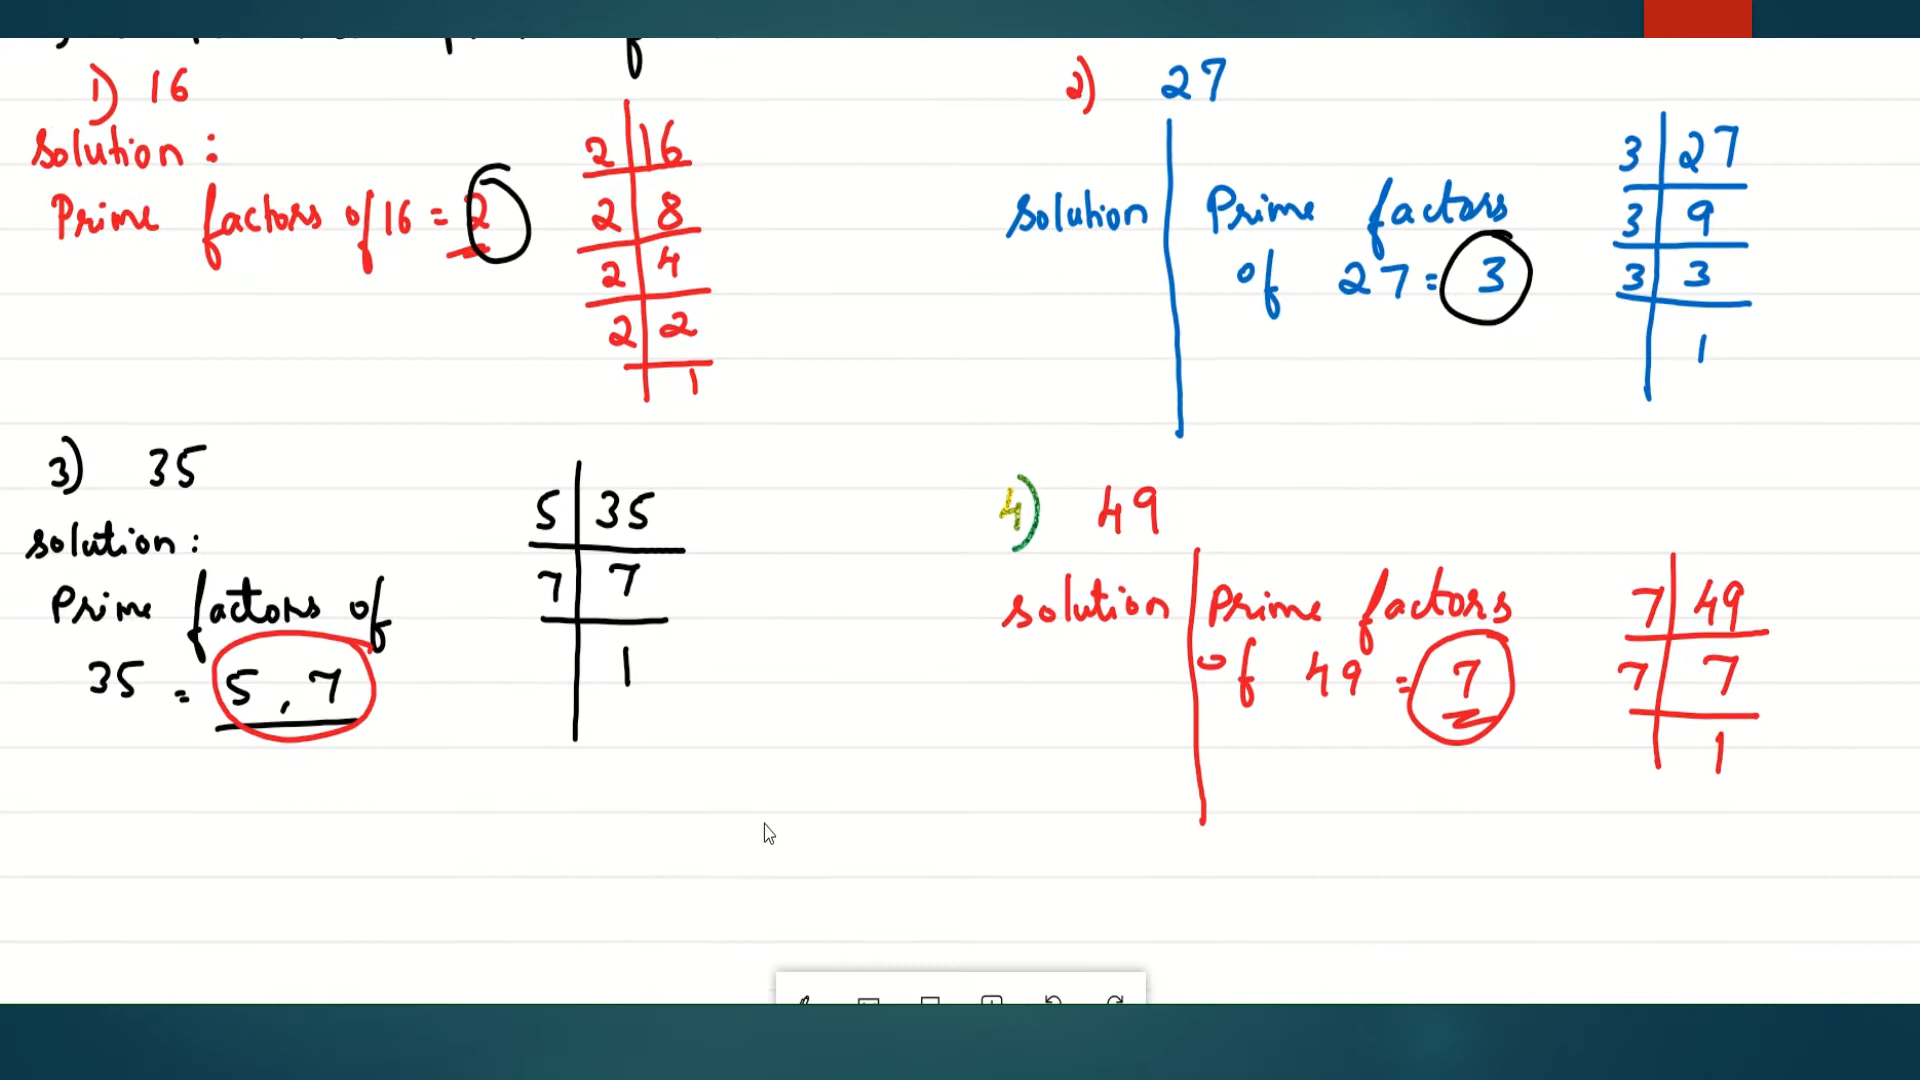 1) 16
Solution :
Prime factors of 16 = 2
2 16
2 8
2 4
2 2
1
2) 27
Solution Prime factors
of 27 = 3
3 27
3 9
3 3
1
3) 35
Solution :
Prime factors of
35 = 5 , 7
5 35
7 7
1
4) 49
Solution Prime factors
of 49 = 7
7 49
7 7
1